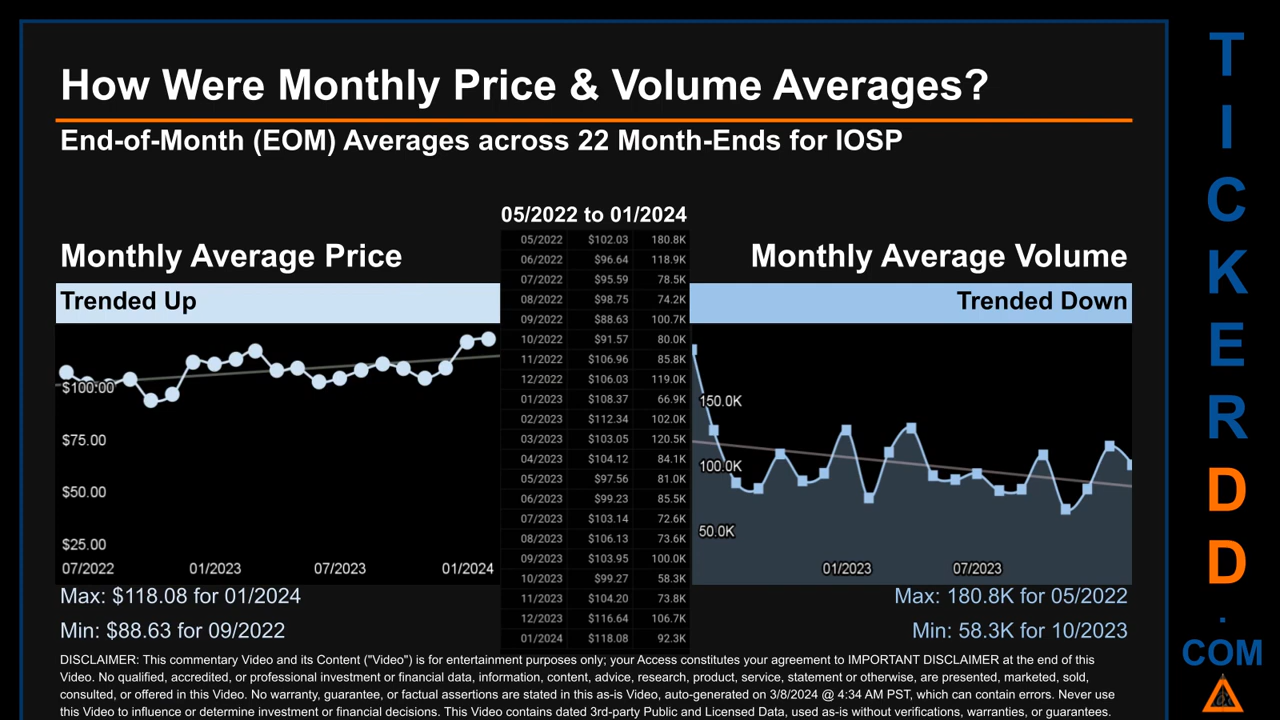 How Were Monthly Price & Volume Averages?
End-of-Month (EOM) Averages across 22 Month-Ends for IOSP
05/2022 to 01/2024
Monthly Average Price
Trended Up
$100.00
$75.00
$50.00
$25.00
07/2022 01/2023 07/2023 01/2024
Max: $118.08 for 01/2024
Min: $88.63 for 09/2022
05/2022 $102.03 180.8K
06/2022 $96.64 118.9K
07/2022 $95.59 78.5K
08/2022 $98.75 74.2K
09/2022 $88.63 100.7K
10/2022 $91.57 80.0K
11/2022 $106.96 85.8K
12/2022 $106.03 119.0K
01/2023 $108.37 66.9K
02/2023 $112.34 102.0K
03/2023 $103.05 120.5K
04/2023 $104.12 84.1K
05/2023 $97.56 81.0K
06/2023 $99.23 85.5K
07/2023 $103.14 72.6K
08/2023 $106.13 73.6K
09/2023 $103.95 100.0K
10/2023 $99.27 58.3K
11/2023 $104.20 73.8K
12/2023 $116.64 106.7K
01/2024 $118.08 92.3K
Monthly Average Volume
Trended Down
150.0K
100.0K
50.0K
01/2023 07/2023
Max: 180.8K for 05/2022
Min: 58.3K for 10/2023
DISCLAIMER: This commentary Video and its Content ("Video") is for entertainment purposes only; your Access constitutes your agreement to IMPORTANT DISCLAIMER at the end of this
Video. No qualified, accredited, or professional investment or financial data, information, content, advice, research, product, service, statement or otherwise, are presented, marketed, sold,
consulted, or offered in this Video. No warranty, guarantee, or factual assertions are stated in this as-is Video, auto-generated on 3/8/2024 @ 4:34 AM PST, which can contain errors. Never use
this Video to influence or determine investment or financial decisions. This Video contains dated 3rd-party Public and Licensed Data, used as-is without verifications, warranties, or guarantees.
T
I
C
K
E
R
D
D
.
COM